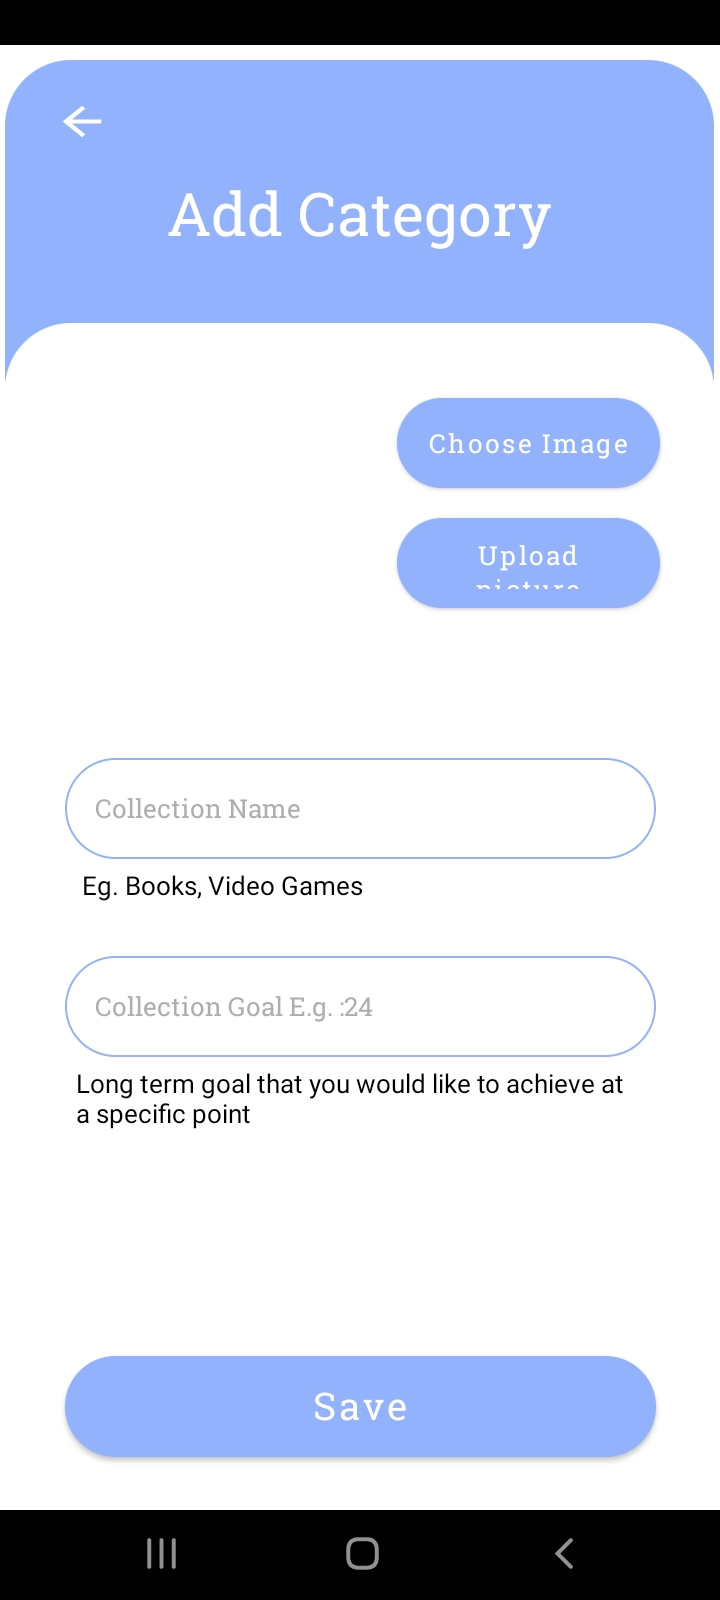 Add Category
Choose Image
Upload
picture
Collection Name
Eg. Books, Video Games
Collection Goal E.g. :24
Long term goal that you would like to achieve at
a specific point
Save